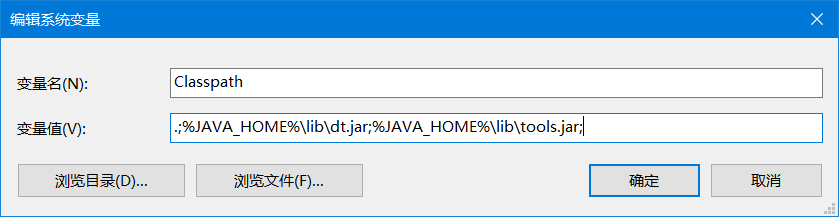 编辑系统变量
变量名(N): Classpath
变量值(V): .;%JAVA_HOME%\lib\dt.jar;%JAVA_HOME%\lib\tools.jar;
浏览目录(D)... 浏览文件(F)... 确定 取消